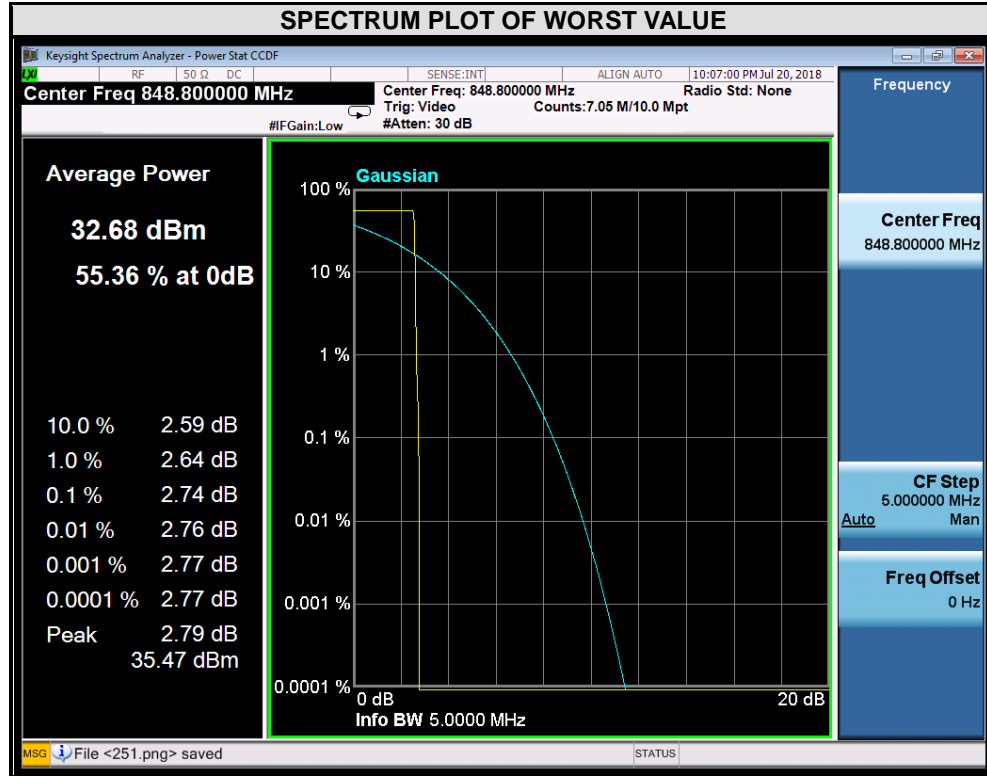 SPECTRUM PLOT OF WORST VALUE
Keysight Spectrum Analyzer - Power Stat CCDF
LXI RF 50 Ω DC SENSE:INT ALIGN AUTO 10:07:00 PM Jul 20, 2018
Center Freq 848.800000 MHz
Center Freq: 848.800000 MHz Radio Std: None
Trig: Video Counts:7.05 M/10.0 Mpt
#IFGain:Low #Atten: 30 dB
Frequency
Average Power
32.68 dBm
55.36 % at 0dB
10.0 % 2.59 dB
1.0 % 2.64 dB
0.1 % 2.74 dB
0.01 % 2.76 dB
0.001 % 2.77 dB
0.0001 % 2.77 dB
Peak 2.79 dB
35.47 dBm
Gaussian
100 %
10 %
1 %
0.1 %
0.01 %
0.001 %
0.0001 %
0 dB 20 dB
Info BW 5.0000 MHz
Center Freq
848.800000 MHz
CF Step
5.000000 MHz
Auto Man
Freq Offset
0 Hz
MSG File <251.png> saved STATUS